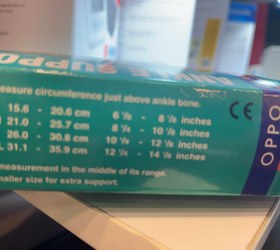 ANKLE SUPPO
easure circumference just above ankle bone.
15.6 - 20.6 cm 6 1/8 - 8 1/8 inches
21.0 - 25.7 cm 8 1/4 - 10 1/8 inches
26.0 - 30.8 cm 10 1/4 - 12 1/8 inches
31.1 - 35.9 cm 12 1/4 - 14 1/8 inches
measurement in the middle of its range.
maller size for extra support.
CE
OPPO